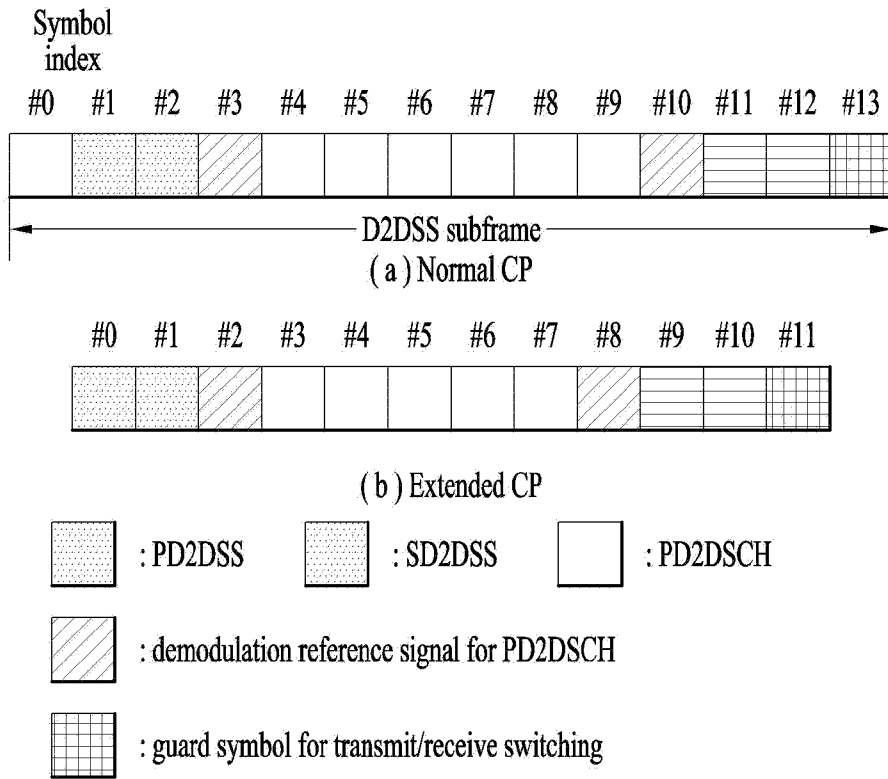 Symbol
index
#0 #1 #2 #3 #4 #5 #6 #7 #8 #9 #10 #11 #12 #13
D2DSS subframe
( a ) Normal CP
#0 #1 #2 #3 #4 #5 #6 #7 #8 #9 #10 #11
( b ) Extended CP
: PD2DSS : SD2DSS : PD2DSCH
: demodulation reference signal for PD2DSCH
: guard symbol for transmit/receive switching